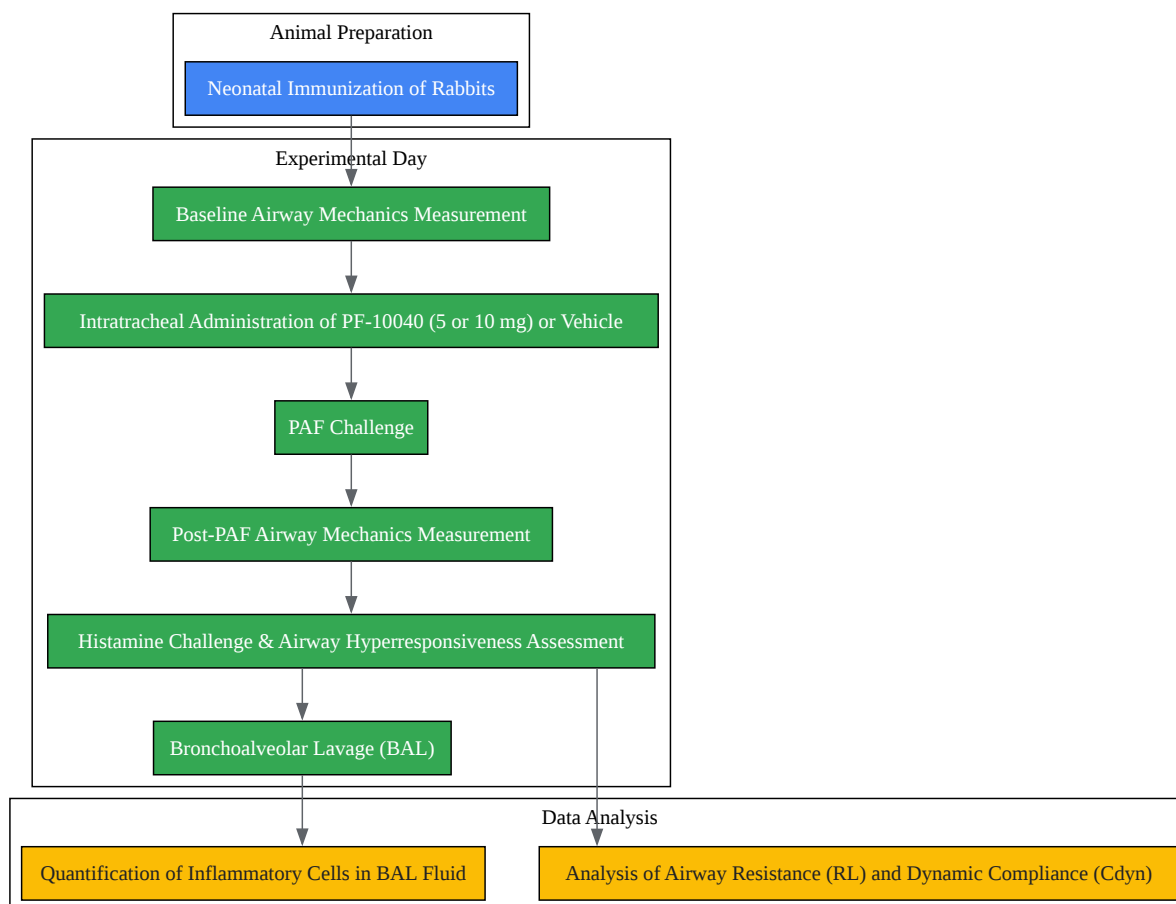 Animal Preparation
Neonatal Immunization of Rabbits
Experimental Day
Baseline Airway Mechanics Measurement
Intratracheal Administration of PF-10040 (5 or 10 mg) or Vehicle
PAF Challenge
Post-PAF Airway Mechanics Measurement
Histamine Challenge & Airway Hyperresponsiveness Assessment
Bronchoalveolar Lavage (BAL)
Data Analysis
Quantification of Inflammatory Cells in BAL Fluid
Analysis of Airway Resistance (RL) and Dynamic Compliance (Cdyn)